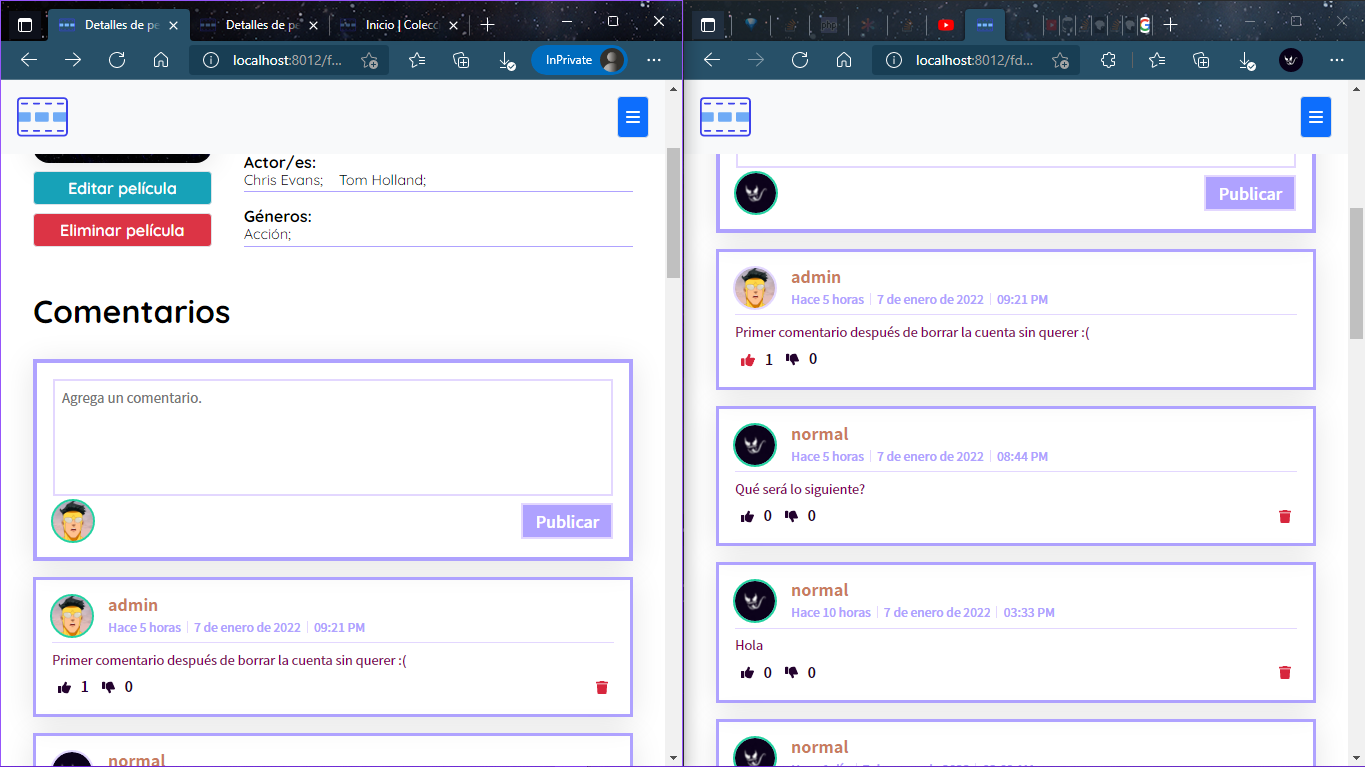 Detalles de pe
Detalles de pe
Inicio | Colecc
localhost:8012/f...
InPrivate
Actor/es:
Chris Evans; Tom Holland;
Editar película
Géneros:
Acción;
Eliminar película
Comentarios
Agrega un comentario.
Publicar
admin
Hace 5 horas | 7 de enero de 2022 | 09:21 PM
Primer comentario después de borrar la cuenta sin querer :(
1 0
normal
localhost:8012/fd...
Publicar
admin
Hace 5 horas | 7 de enero de 2022 | 09:21 PM
Primer comentario después de borrar la cuenta sin querer :(
1 0
normal
Hace 5 horas | 7 de enero de 2022 | 08:44 PM
Qué será lo siguiente?
0 0
normal
Hace 10 horas | 7 de enero de 2022 | 03:33 PM
Hola
0 0
normal